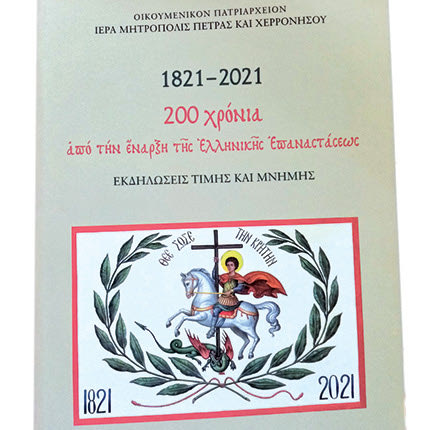 ΟΙΚΟΥΜΕΝΙΚΟΝ ΠΑΤΡΙΑΡΧΕΙΟΝ
ΙΕΡΑ ΜΗΤΡΟΠΟΛΙΣ ΠΕΤΡΑΣ ΚΑΙ ΧΕΡΡΟΝΗΣΟΥ
1821-2021
200 χρόνια
ἀπό τήν ἔναρξη τῆς Ἑλληνικῆς Ἐπαναστάσεως
ΕΚΔΗΛΩΣΕΙΣ ΤΙΜΗΣ ΚΑΙ ΜΝΗΜΗΣ
ΘΕΕ ΣΩΣΕ ΤΗΝ ΚΡΗΤΗΝ
1821 2021